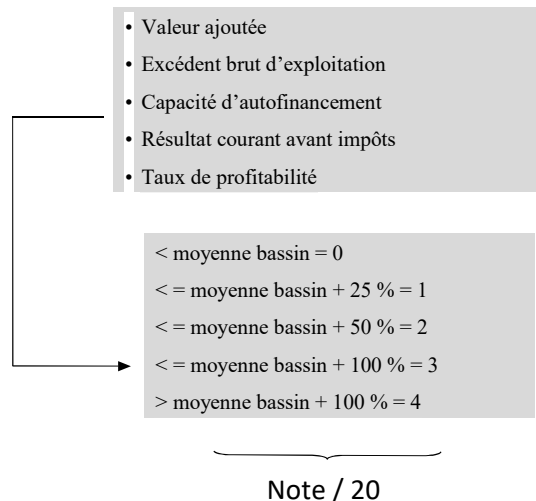 • Valeur ajoutée
• Excédent brut d'exploitation
• Capacité d'autofinancement
• Résultat courant avant impôts
• Taux de profitabilité
< moyenne bassin = 0
< = moyenne bassin + 25 % = 1
< = moyenne bassin + 50 % = 2
< = moyenne bassin + 100 % = 3
> moyenne bassin + 100 % = 4
Note / 20